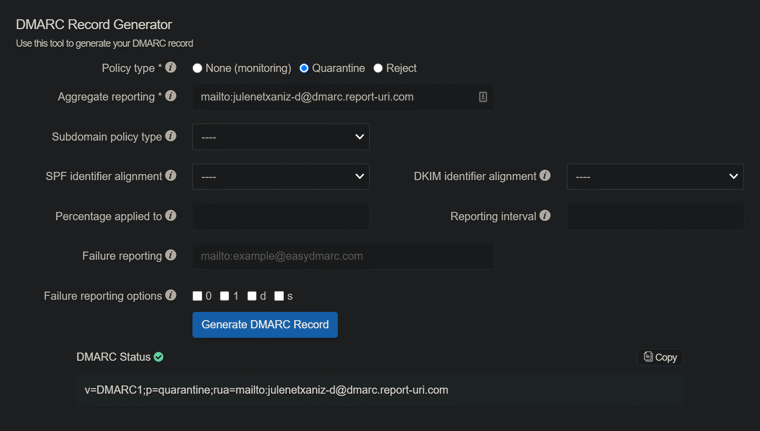 DMARC Record Generator
Use this tool to generate your DMARC record
Policy type * None (monitoring) Quarantine Reject
Aggregate reporting * mailto:julenetxaniz-d@dmarc.report-uri.com
Subdomain policy type ----
SPF identifier alignment ---- DKIM identifier alignment ----
Percentage applied to Reporting interval
Failure reporting mailto:example@easydmarc.com
Failure reporting options 0 1 d s
Generate DMARC Record
DMARC Status Copy
v=DMARC1;p=quarantine;rua=mailto:julenetxaniz-d@dmarc.report-uri.com